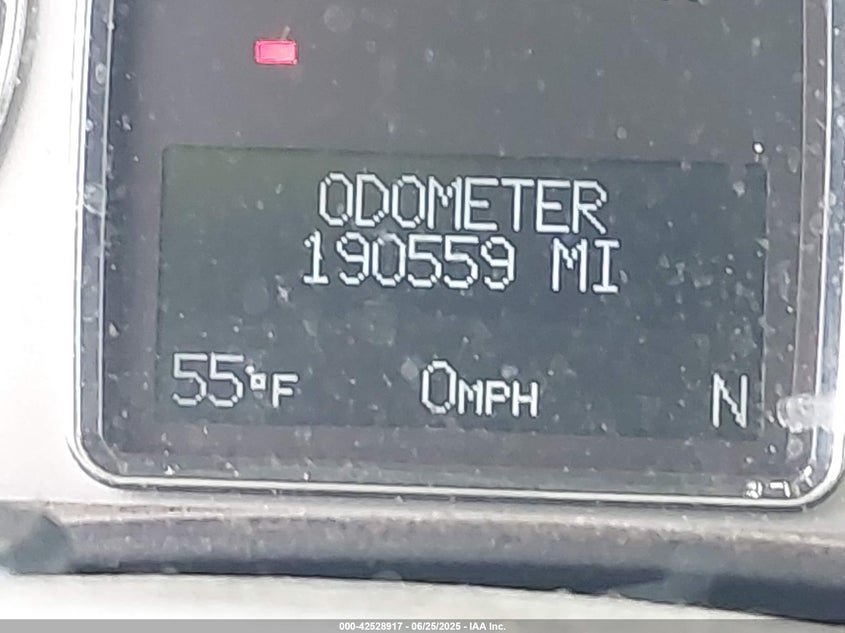 ODOMETER
190559 MI
55°F 0MPH N
000-42528917 - 06/25/2025 - IAA Inc.